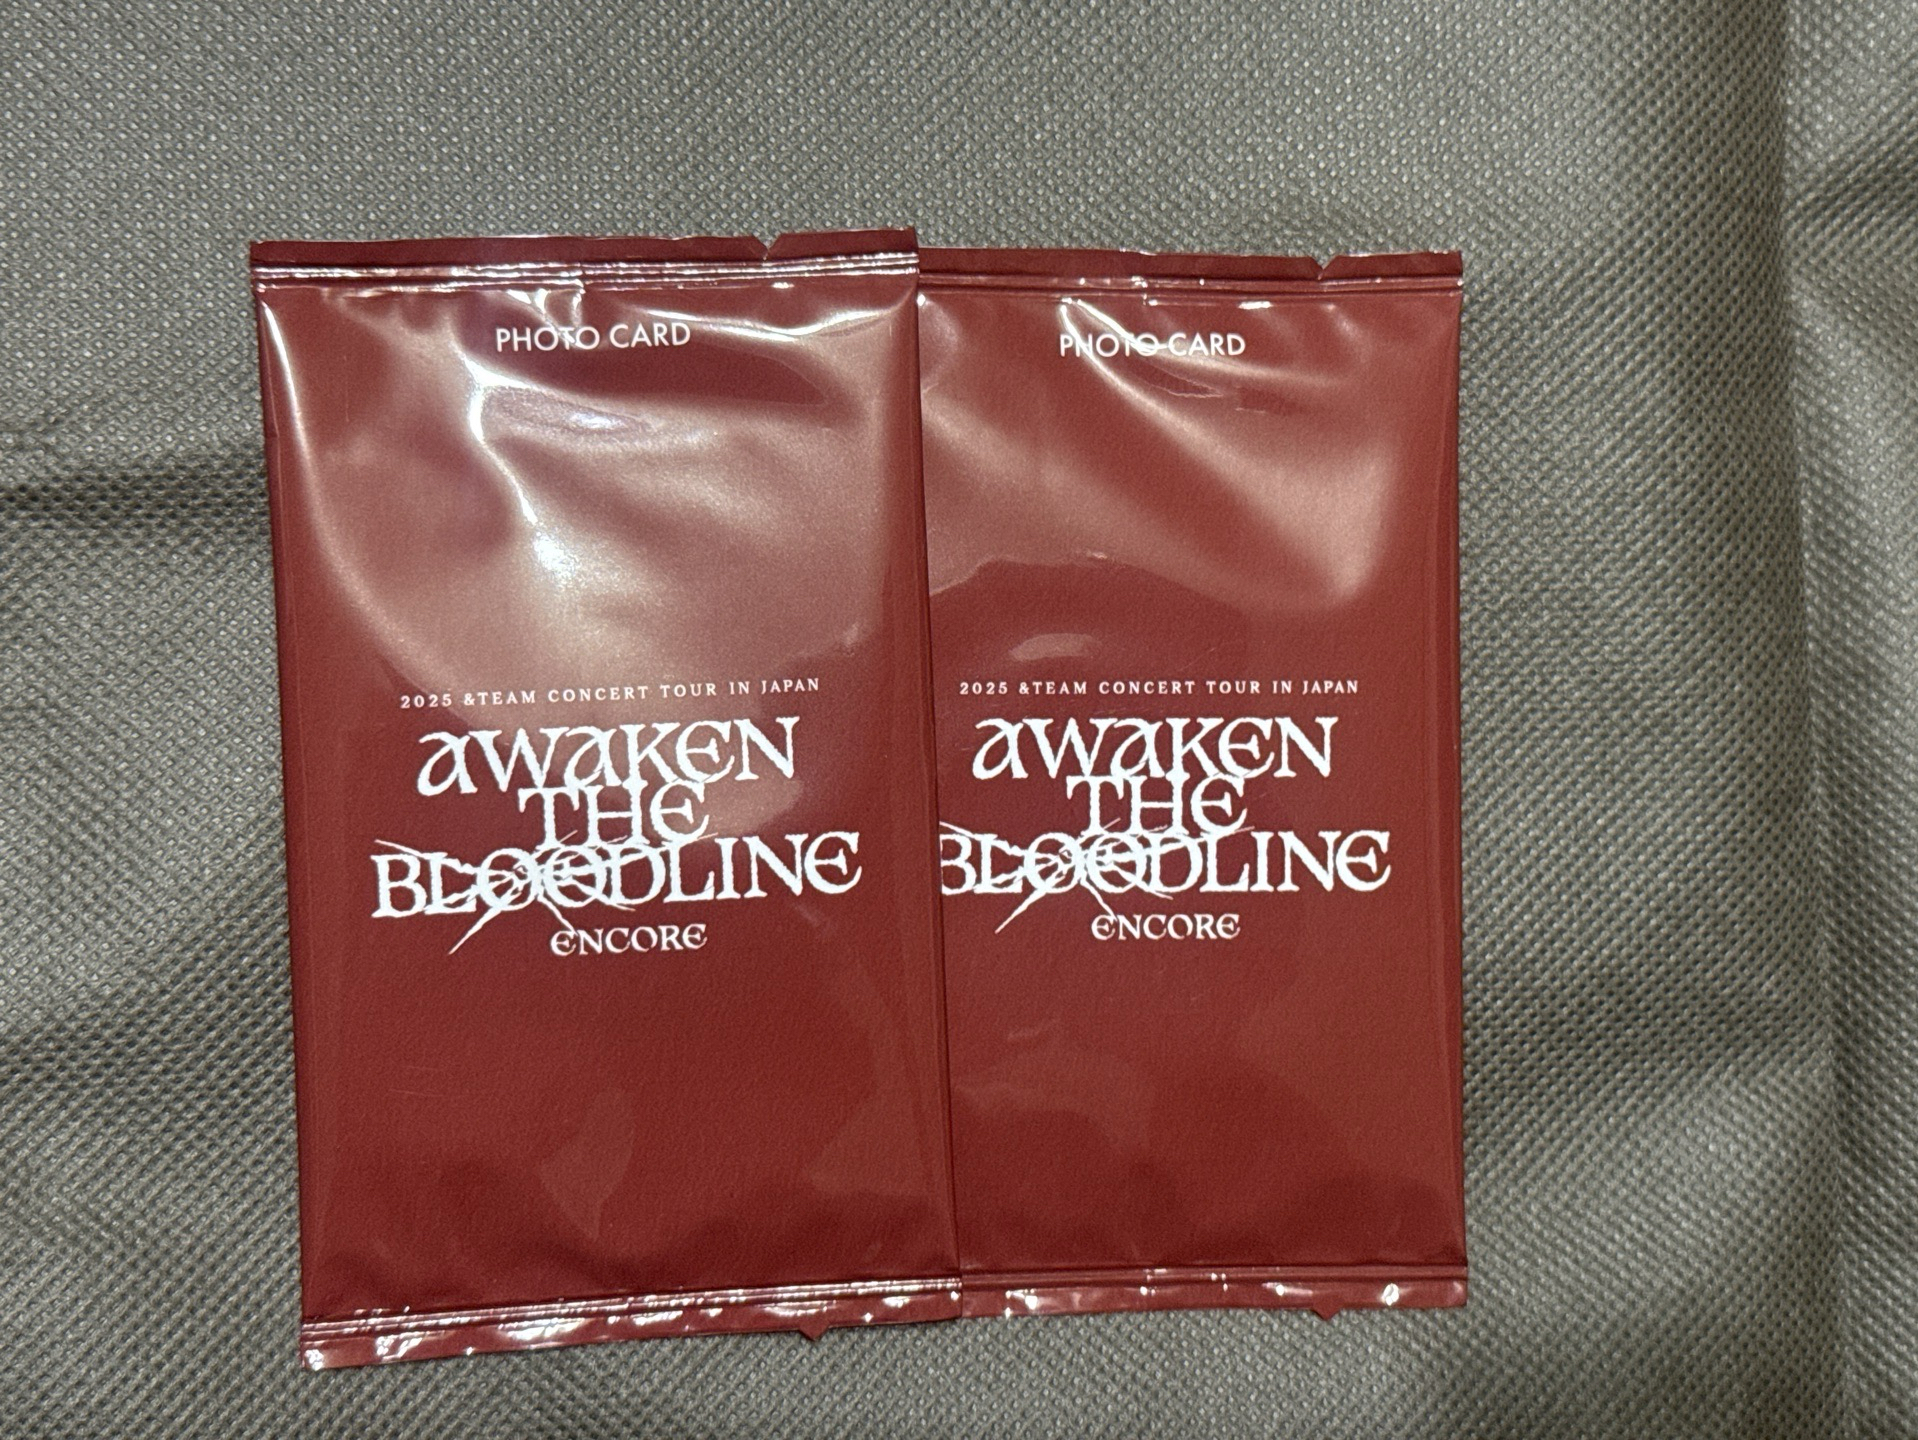 PHOTO CARD
2025 &TEAM CONCERT TOUR IN JAPAN
AWAKEN
THE
BLOODLINE
ENCORE
PHOTO CARD
2025 &TEAM CONCERT TOUR IN JAPAN
AWAKEN
THE
BLOODLINE
ENCORE